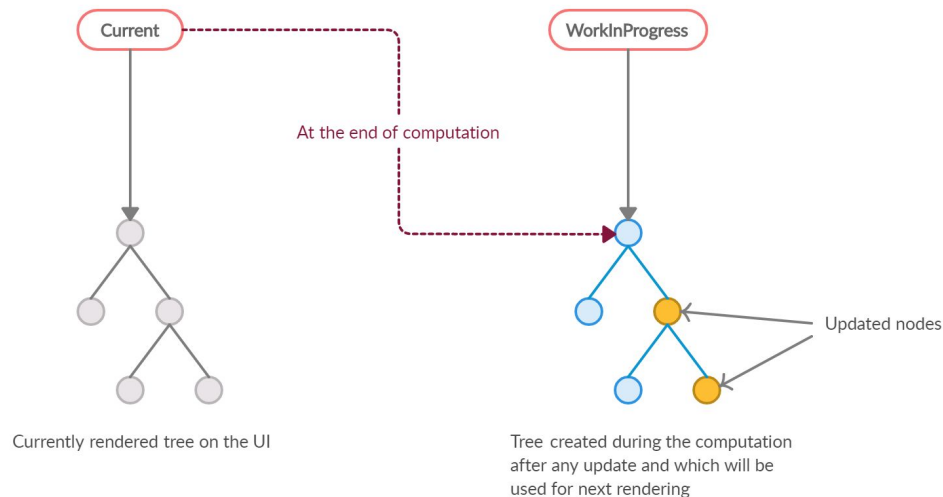 Current
WorkInProgress
At the end of computation
Updated nodes
Currently rendered tree on the UI
Tree created during the computation
after any update and which will be
used for next rendering